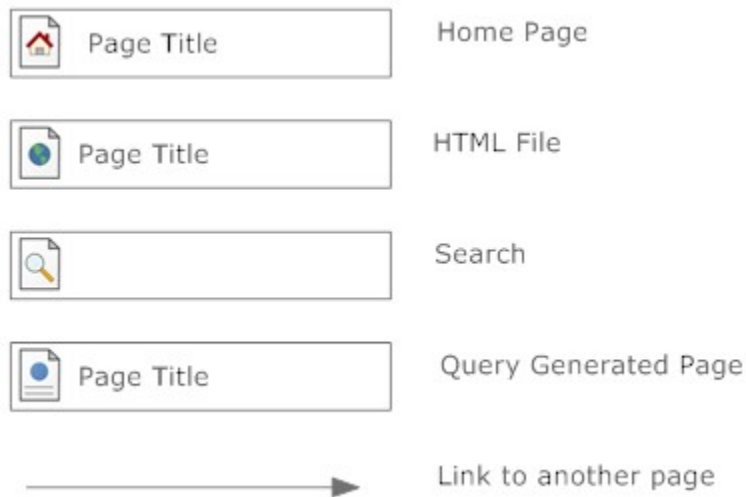 Page Title Home Page
Page Title HTML File
Search
Page Title Query Generated Page
Link to another page